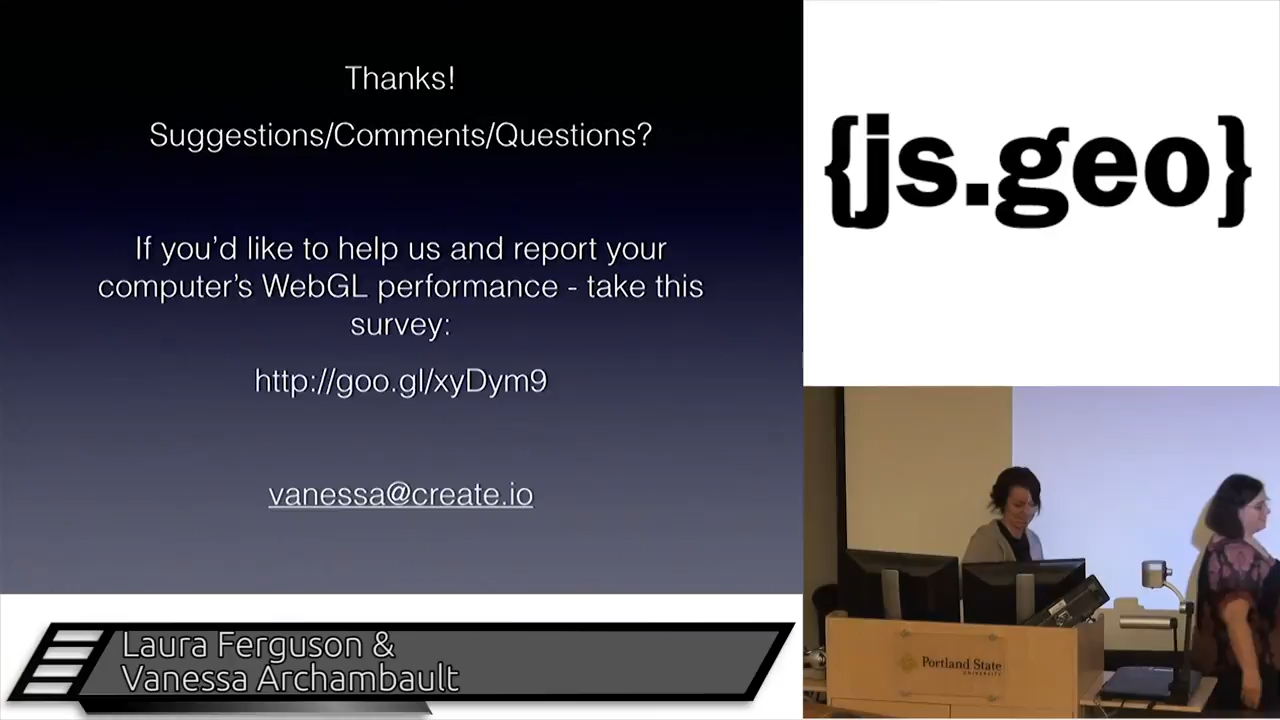 Thanks!
Suggestions/Comments/Questions?
If you’d like to help us and report your
computer’s WebGL performance - take this
survey:
http://goo.gl/xyDym9
vanessa@create.io
{js.geo}
Portland State
UNIVERSITY
Laura Ferguson &
Vanessa Archambault